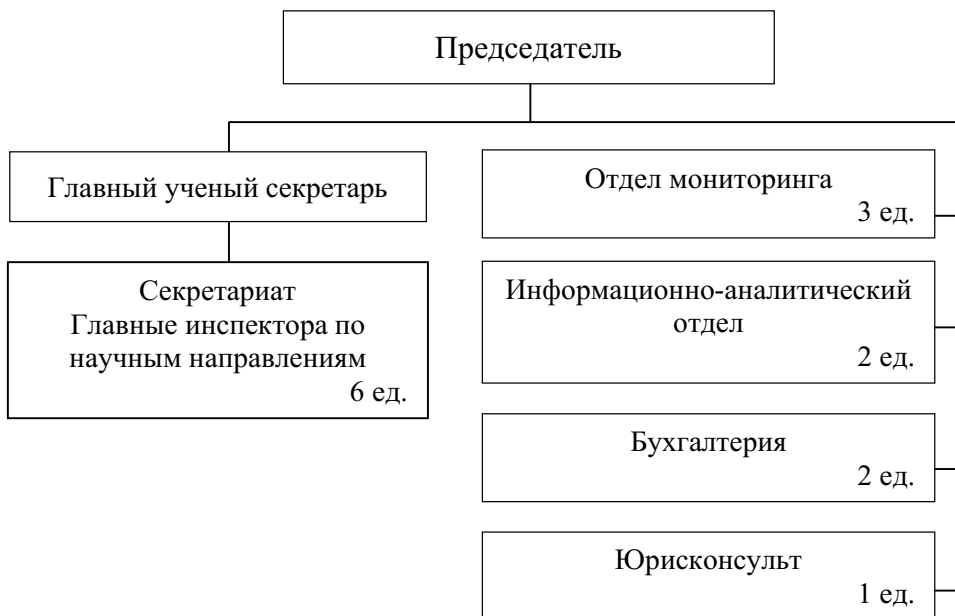 Председатель
Главный ученый секретарь
Секретариат
Главные инспектора по
научным направлениям
6 ед.
Отдел мониторинга
3 ед.
Информационно-аналитический
отдел
2 ед.
Бухгалтерия
2 ед.
Юрисконсульт
1 ед.